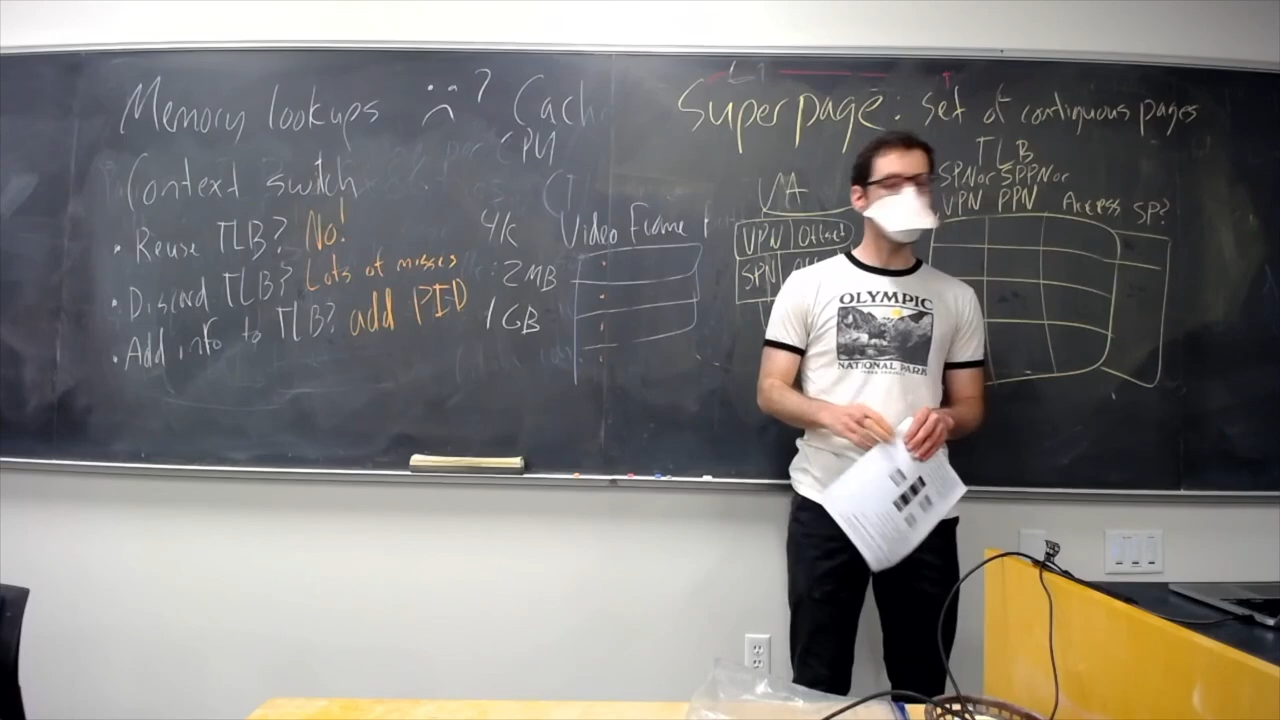 Memory lookups :( ? Cache
CPU
Context switch
• Reuse TLB? No!
• Discard TLB? Lots of misses
• Add info to TLB? add PID
4k
2MB
1GB
Video Frame
Superpage: set of contiguous pages
VA
VPN Offset
SPN
TLB
SPN or SPPN or
VPN PPN Access SP?
OLYMPIC
NATIONAL PARK